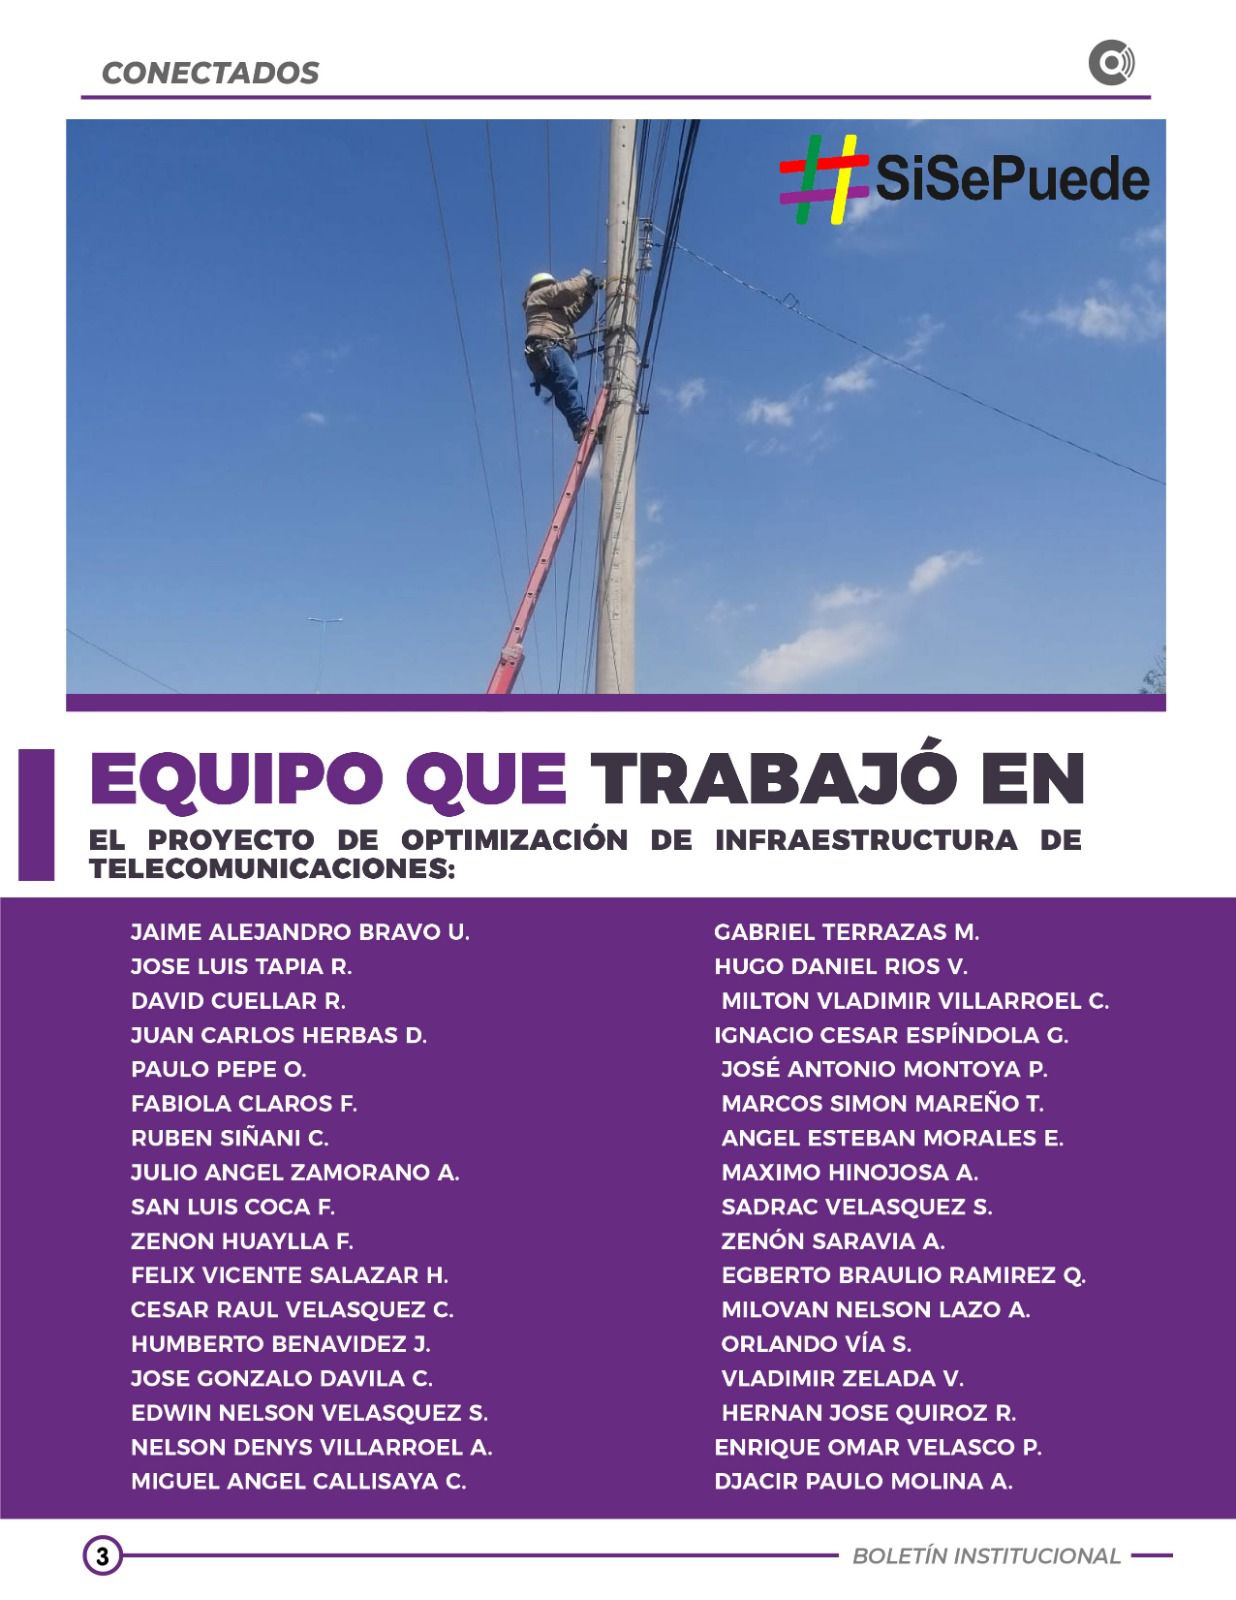 CONECTADOS
#SiSePuede
EQUIPO QUE TRABAJÓ EN
EL PROYECTO DE OPTIMIZACIÓN DE INFRAESTRUCTURA DE
TELECOMUNICACIONES:
JAIME ALEJANDRO BRAVO U.
JOSE LUIS TAPIA R.
DAVID CUELLAR R.
JUAN CARLOS HERBAS D.
PAULO PEPE O.
FABIOLA CLAROS F.
RUBEN SIÑANI C.
JULIO ANGEL ZAMORANO A.
SAN LUIS COCA F.
ZENON HUAYLLA F.
FELIX VICENTE SALAZAR H.
CESAR RAUL VELASQUEZ C.
HUMBERTO BENAVIDEZ J.
JOSE GONZALO DAVILA C.
EDWIN NELSON VELASQUEZ S.
NELSON DENYS VILLARROEL A.
MIGUEL ANGEL CALLISAYA C.
GABRIEL TERRAZAS M.
HUGO DANIEL RIOS V.
MILTON VLADIMIR VILLARROEL C.
IGNACIO CESAR ESPÍNDOLA G.
JOSÉ ANTONIO MONTOYA P.
MARCOS SIMON MAREÑO T.
ANGEL ESTEBAN MORALES E.
MAXIMO HINOJOSA A.
SADRAC VELASQUEZ S.
ZENÓN SARAVIA A.
EGBERTO BRAULIO RAMIREZ Q.
MILOVAN NELSON LAZO A.
ORLANDO VÍA S.
VLADIMIR ZELADA V.
HERNAN JOSE QUIROZ R.
ENRIQUE OMAR VELASCO P.
DJACIR PAULO MOLINA A.
3
BOLETÍN INSTITUCIONAL